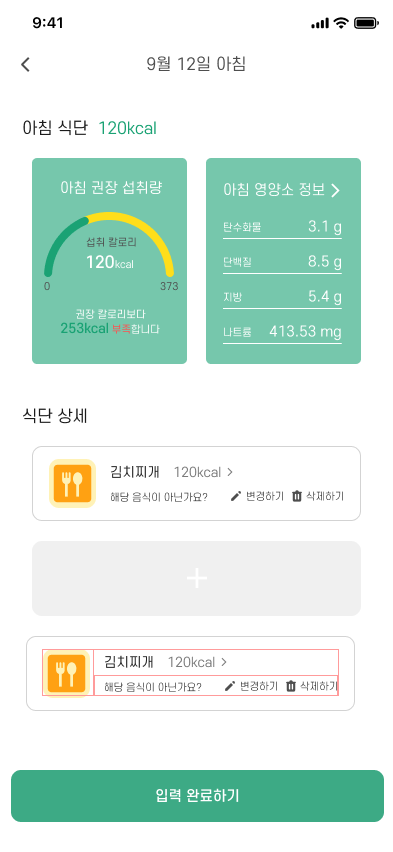 9:41
9월 12일 아침
아침 식단 120kcal
아침 권장 섭취량
섭취 칼로리
120kcal
0 373
권장 칼로리보다
253kcal 부족합니다
아침 영양소 정보
탄수화물 3.1 g
단백질 8.5 g
지방 5.4 g
나트륨 413.53 mg
식단 상세
김치찌개 120kcal
해당 음식이 아닌가요? 변경하기 삭제하기
김치찌개 120kcal
해당 음식이 아닌가요? 변경하기 삭제하기
입력 완료하기